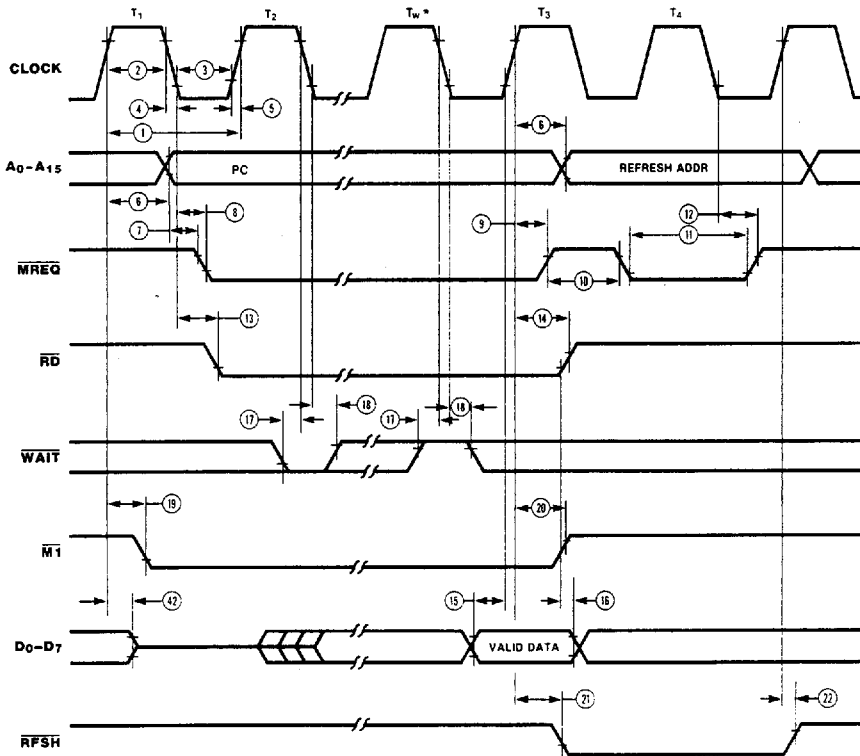 T1 T2 Tw* T3 T4
CLOCK
2 3
4 5
1
6
A0-A15 PC REFRESH ADDR
6 8 12
7 9 11
MREQ 10
13 14
RD
17 18 17 18
WAIT
19 20
M1
42 15 16
D0-D7 VALID DATA
21 22
RFSH